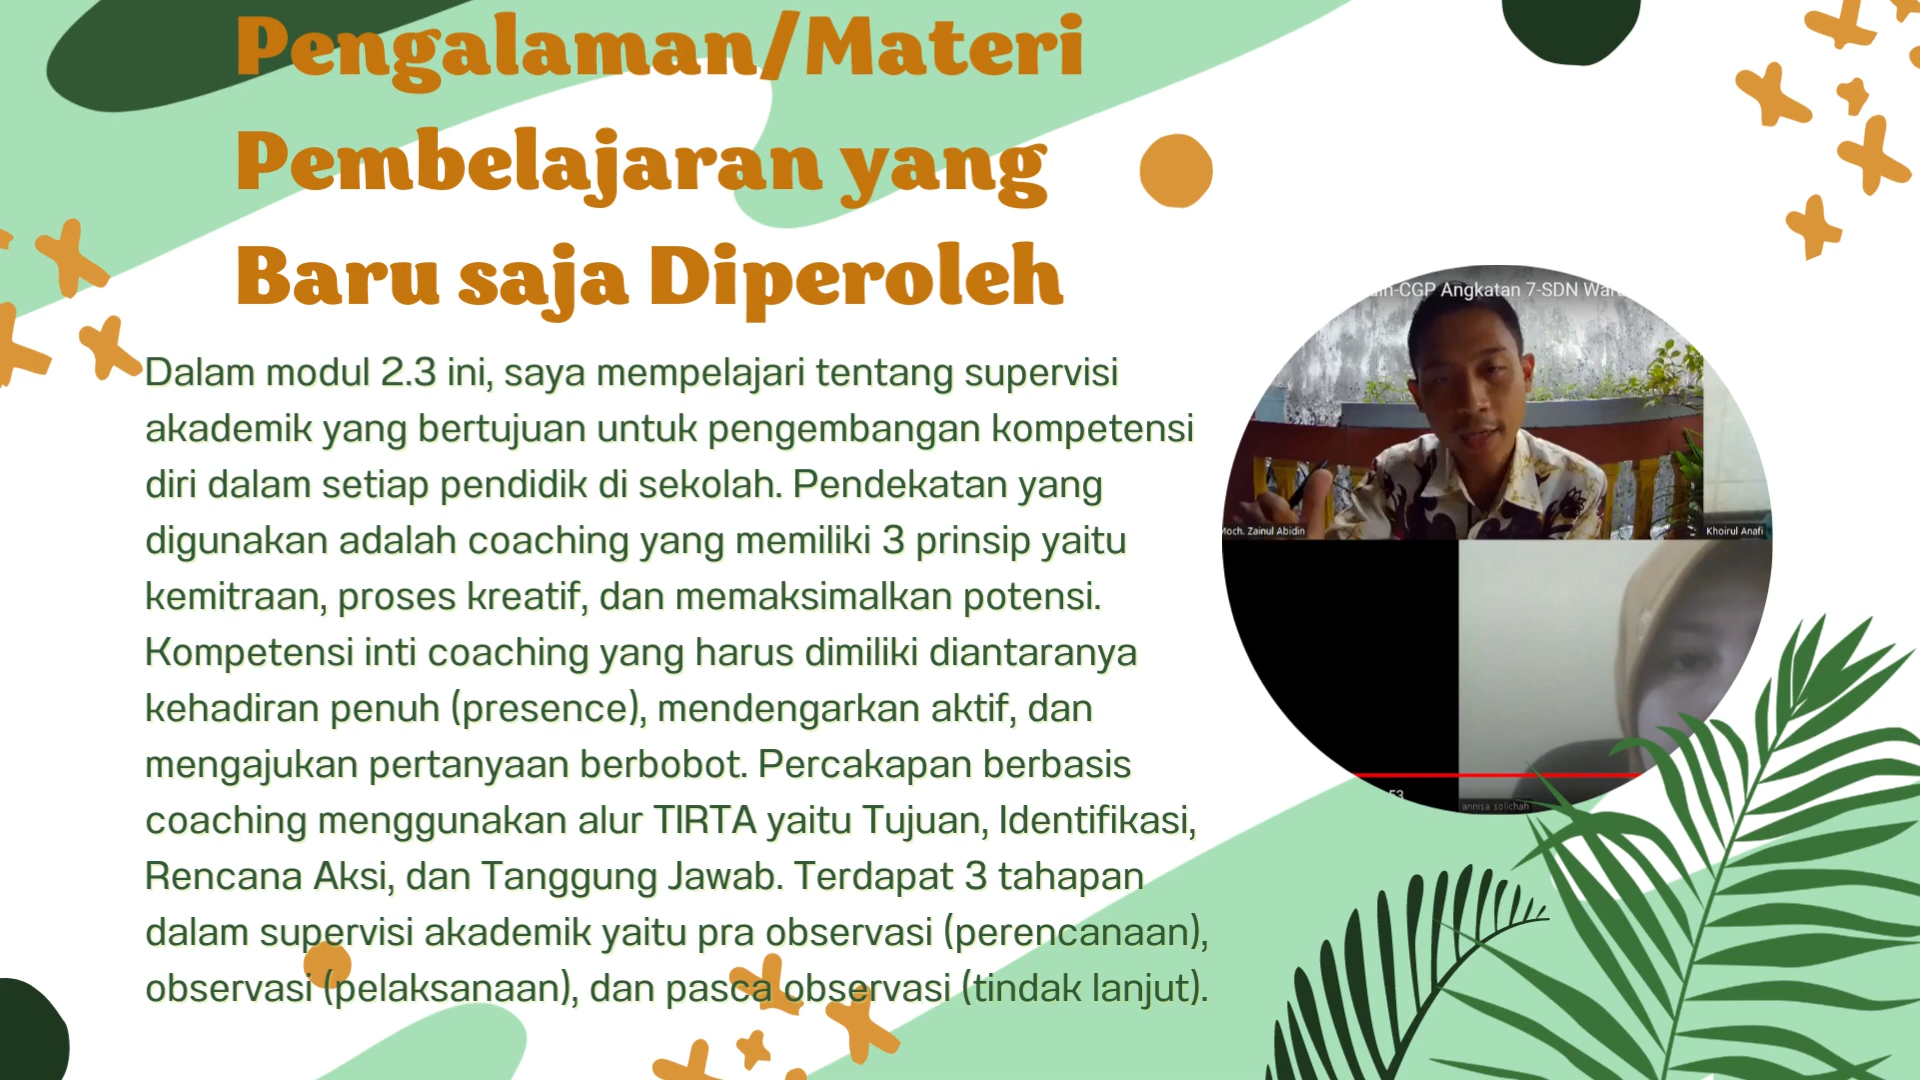 Pengalaman/Materi
Pembelajaran yang
Baru saja Diperoleh
Dalam modul 2.3 ini, saya mempelajari tentang supervisi
akademik yang bertujuan untuk pengembangan kompetensi
diri dalam setiap pendidik di sekolah. Pendekatan yang
digunakan adalah coaching yang memiliki 3 prinsip yaitu
kemitraan, proses kreatif, dan memaksimalkan potensi.
Kompetensi inti coaching yang harus dimiliki diantaranya
kehadiran penuh (presence), mendengarkan aktif, dan
mengajukan pertanyaan berbobot. Percakapan berbasis
coaching menggunakan alur TIRTA yaitu Tujuan, Identifikasi,
Rencana Aksi, dan Tanggung Jawab. Terdapat 3 tahapan
dalam supervisi akademik yaitu pra observasi (perencanaan),
observasi (pelaksanaan), dan pasca observasi (tindak lanjut).
-CGP Angkatan 7-SDN
Moch. Zainul Abidin
Khoirul Anafi
annisa solichah